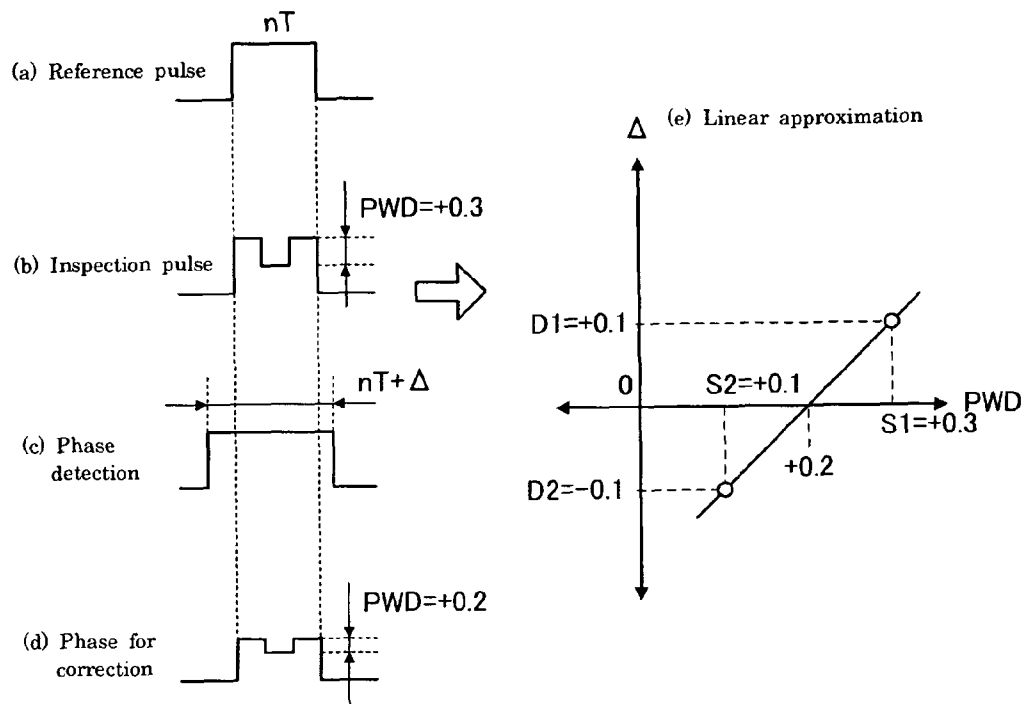 nT
(a) Reference pulse
PWD=+0.3
(b) Inspection pulse
nT+Δ
(c) Phase
detection
PWD=+0.2
(d) Phase for
correction
(e) Linear approximation
Δ
D1=+0.1
0
S2=+0.1
PWD
S1=+0.3
+0.2
D2=−0.1